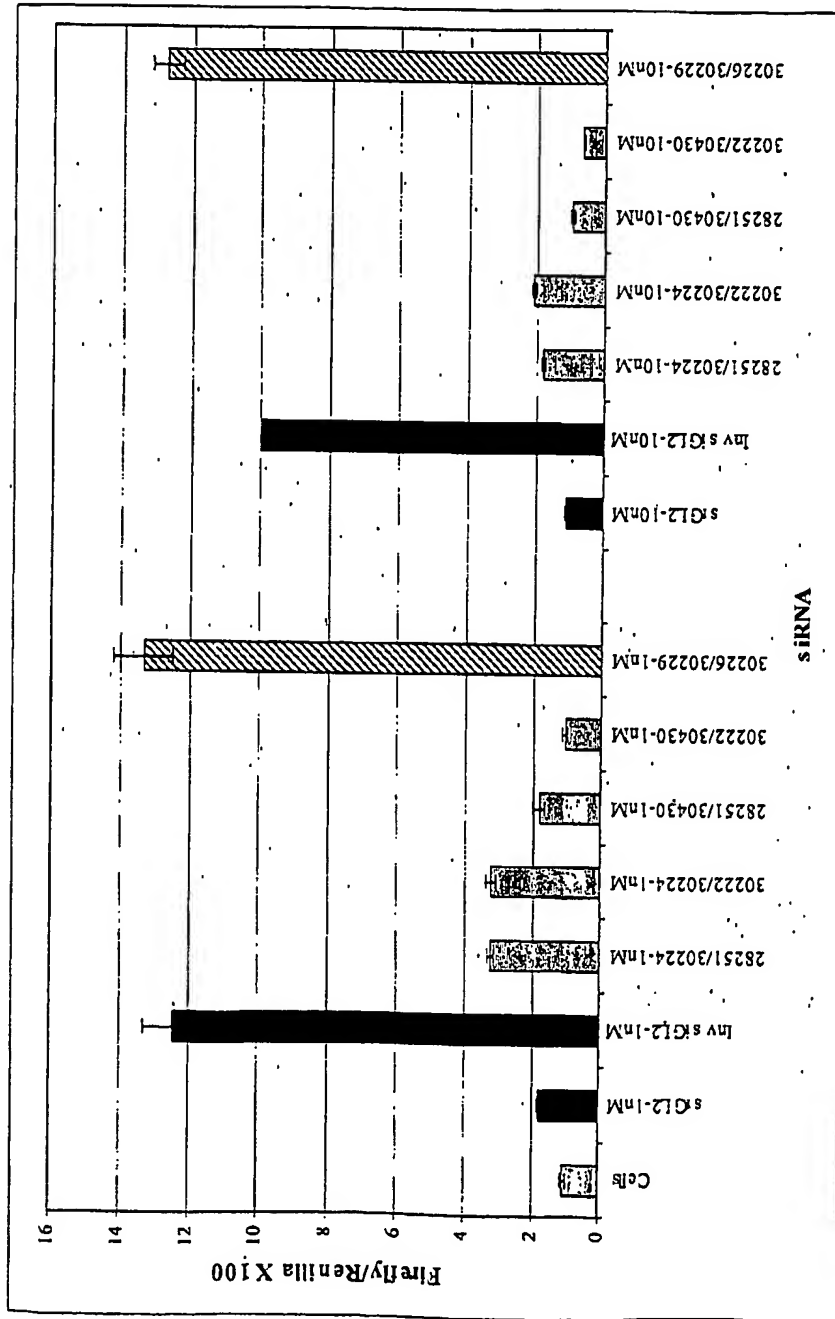 Firefly/Renilla X 100
16
14
12
10
8
6
4
2
0
Cells
siGL2-1nM
Inv siGL2-1nM
28251/30224-1nM
30222/30224-1nM
28251/30430-1nM
30222/30430-1nM
30226/30229-1nM
siGL2-10nM
Inv siGL2-10nM
28251/30224-10nM
30222/30224-10nM
28251/30430-10nM
30222/30430-10nM
30226/30229-10nM
siRNA